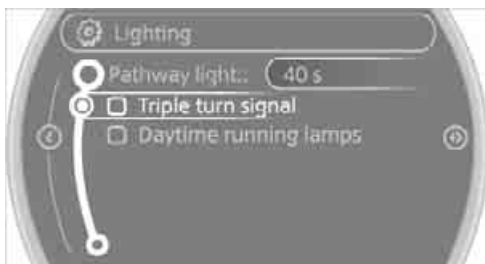 Lighting
Pathway light.: 40 s
Triple turn signal
Daytime running lamps